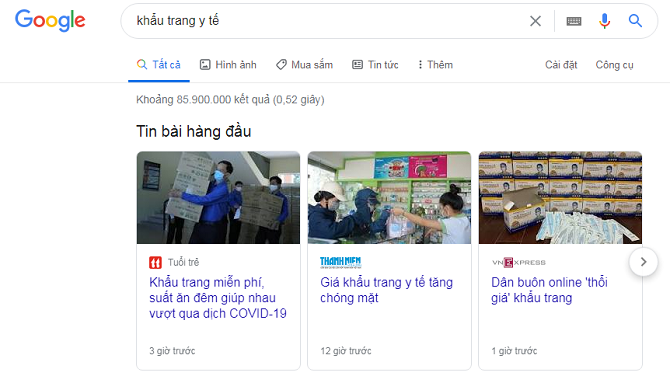 Google
khẩu trang y tế
Tất cả Hình ảnh Mua sắm Tin tức Thêm Cài đặt Công cụ
Khoảng 85.900.000 kết quả (0,52 giây)
Tin bài hàng đầu
Tuổi trẻ
Khẩu trang miễn phí,
suất ăn đêm giúp nhau
vượt qua dịch COVID-19
3 giờ trước
THANH NIÊN
Giá khẩu trang y tế tăng
chóng mặt
12 giờ trước
VNEXPRESS
Dân buôn online 'thổi
giá' khẩu trang
1 giờ trước